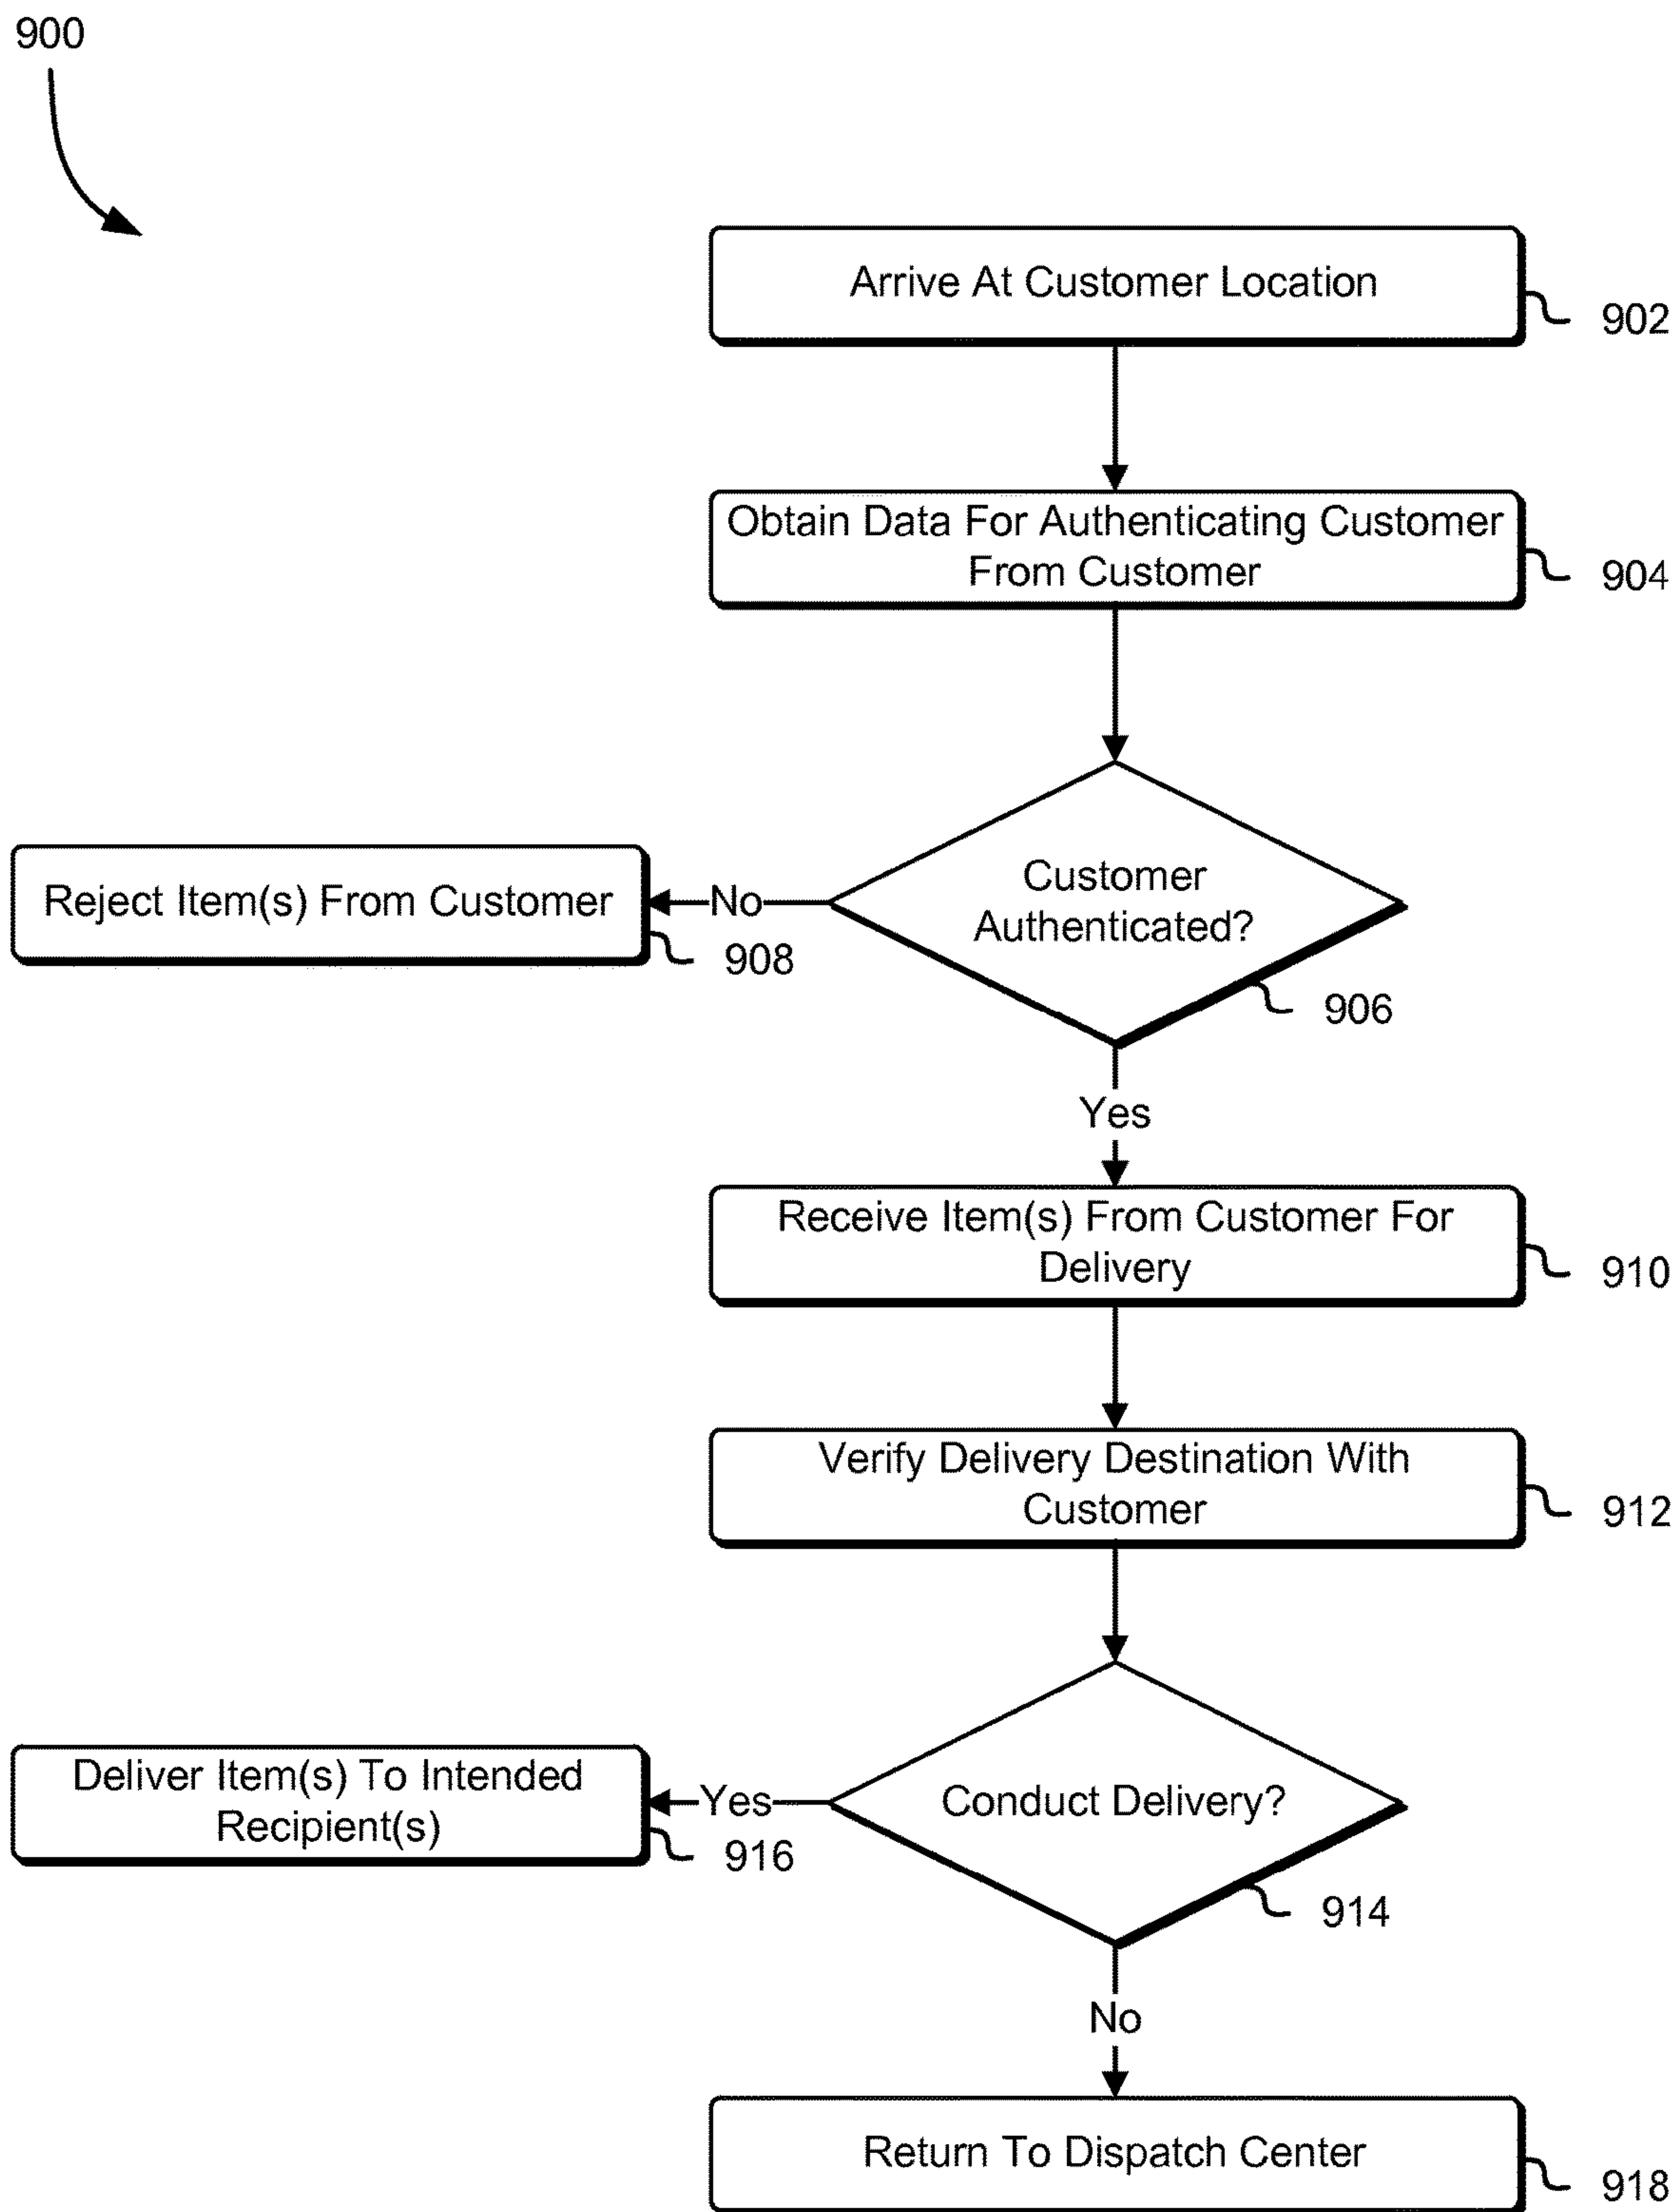 900
Arrive At Customer Location
902
Obtain Data For Authenticating Customer
From Customer
904
Customer
Authenticated?
906
No
Reject Item(s) From Customer
908
Yes
Receive Item(s) From Customer For
Delivery
910
Verify Delivery Destination With
Customer
912
Conduct Delivery?
914
Yes
Deliver Item(s) To Intended
Recipient(s)
916
No
Return To Dispatch Center
918